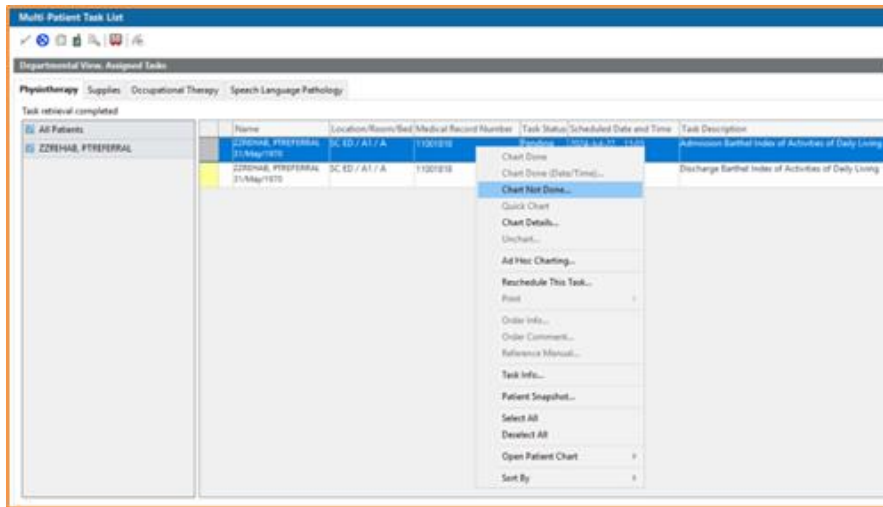 Multi-Patient Task List
Departmental View, Assigned Tasks
Physiotherapy Supplies Occupational Therapy Speech Language Pathology
Task retrieval completed
All Patients
ZZREHAB, PTREFERRAL
Name Location/Room/Bed Medical Record Number Task Status Scheduled Date and Time Task Description
ZZREHAB, PTREFERRAL SC ED / A1 / A 11001818 Pending Admission Barthel Index of Activities of Daily Living
31/May/1970
ZZREHAB, PTREFERRAL SC ED / A1 / A 11001818 Discharge Barthel Index of Activities of Daily Living
31/May/1970
Chart Done
Chart Done (Date/Time)...
Chart Not Done...
Quick Chart
Chart Details...
Unchart...
Ad Hoc Charting...
Reschedule This Task...
Print
Order Info...
Order Comment...
Reference Manual...
Task Info...
Patient Snapshot...
Select All
Deselect All
Open Patient Chart
Sort By